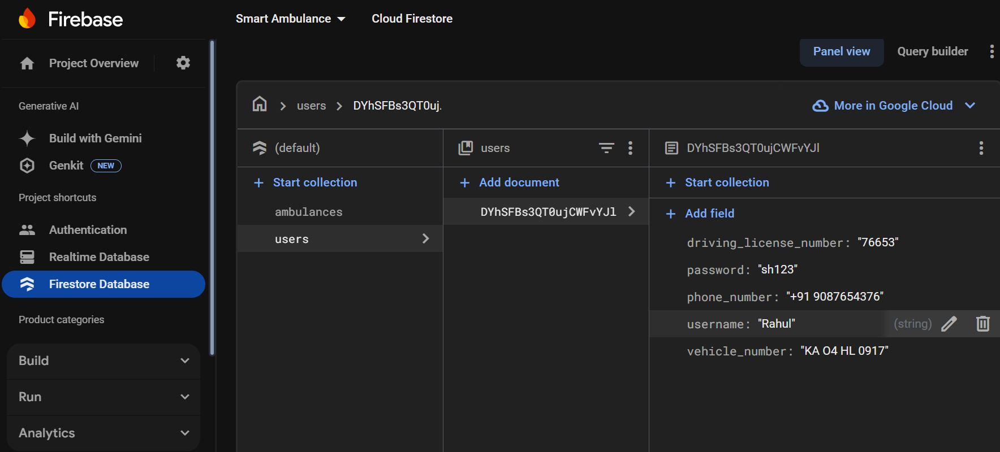 Firebase
Smart Ambulance
Cloud Firestore
Project Overview
Panel view
Query builder
Generative AI
Build with Gemini
Genkit NEW
Project shortcuts
Authentication
Realtime Database
Firestore Database
Product categories
Build
Run
Analytics
users
DYhSFBs3QT0uj.
More in Google Cloud
(default)
Start collection
ambulances
users
users
Add document
DYhSFBs3QT0ujCWFvYJl
DYhSFBs3QT0ujCWFvYJl
Start collection
Add field
driving_license_number: "76653"
password: "sh123"
phone_number: "+91 9087654376"
username: "Rahul" (string)
vehicle_number: "KA O4 HL 0917"